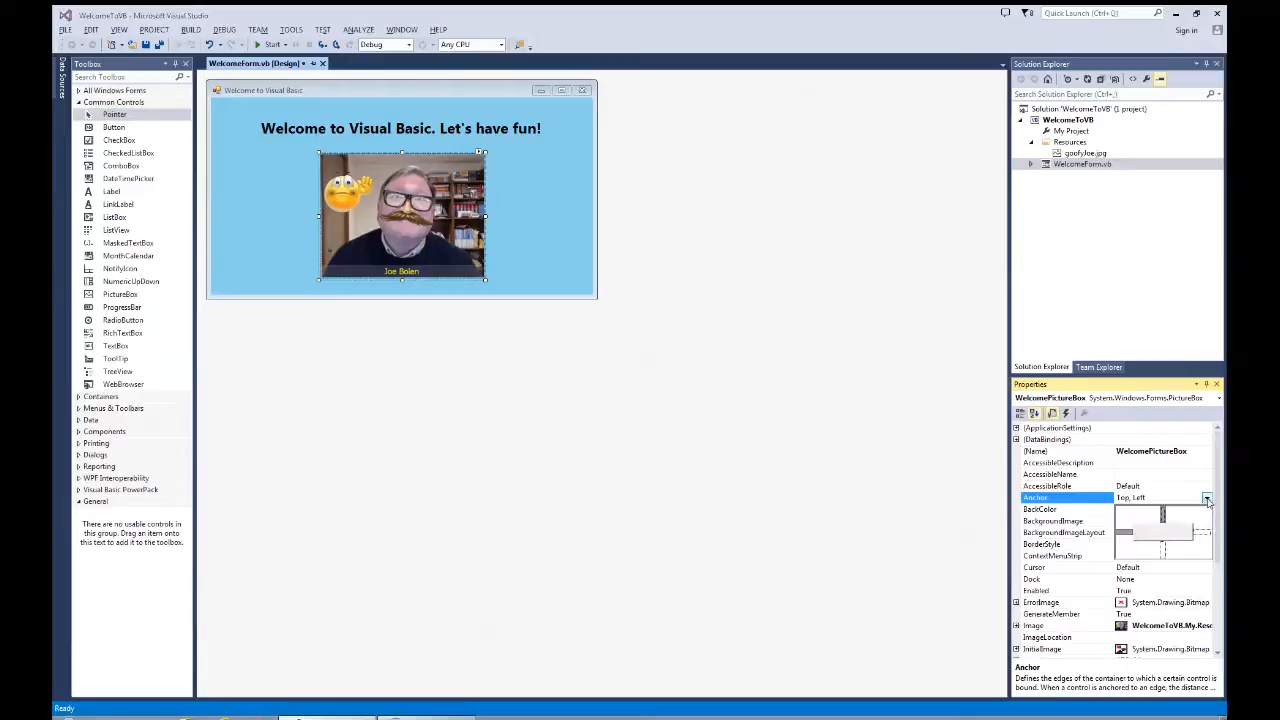 WelcomeToVB - Microsoft Visual Studio
8
Quick Launch (Ctrl+Q)
FILE EDIT VIEW PROJECT BUILD DEBUG TEAM TOOLS TEST ANALYZE WINDOW HELP
Sign in
Start Debug Any CPU
Data Sources
Toolbox
Search Toolbox
All Windows Forms
Common Controls
Pointer
Button
CheckBox
CheckedListBox
ComboBox
DateTimePicker
Label
LinkLabel
ListBox
ListView
MaskedTextBox
MonthCalendar
NotifyIcon
NumericUpDown
PictureBox
ProgressBar
RadioButton
RichTextBox
TextBox
ToolTip
TreeView
WebBrowser
Containers
Menus & Toolbars
Data
Components
Printing
Dialogs
Reporting
WPF Interoperability
Visual Basic PowerPack
General
There are no usable controls in
this group. Drag an item onto
this text to add it to the toolbox.
WelcomeForm.vb [Design]
Welcome to Visual Basic
Welcome to Visual Basic. Let's have fun!
Joe Bolen
Solution Explorer
Search Solution Explorer (Ctrl+;)
Solution 'WelcomeToVB' (1 project)
WelcomeToVB
My Project
Resources
goofyJoe.jpg
WelcomeForm.vb
Solution Explorer Team Explorer
Properties
WelcomePictureBox System.Windows.Forms.PictureBox
(ApplicationSettings)
(DataBindings)
(Name) WelcomePictureBox
AccessibleDescription
AccessibleName
AccessibleRole Default
Anchor Top, Left
BackColor
BackgroundImage
BackgroundImageLayout
BorderStyle
ContextMenuStrip
Cursor Default
Dock None
Enabled True
ErrorImage System.Drawing.Bitmap
GenerateMember True
Image WelcomeToVB.My.Resc
ImageLocation
InitialImage System.Drawing.Bitmap
Anchor
Defines the edges of the container to which a certain control is
bound. When a control is anchored to an edge, the distance ...
Ready